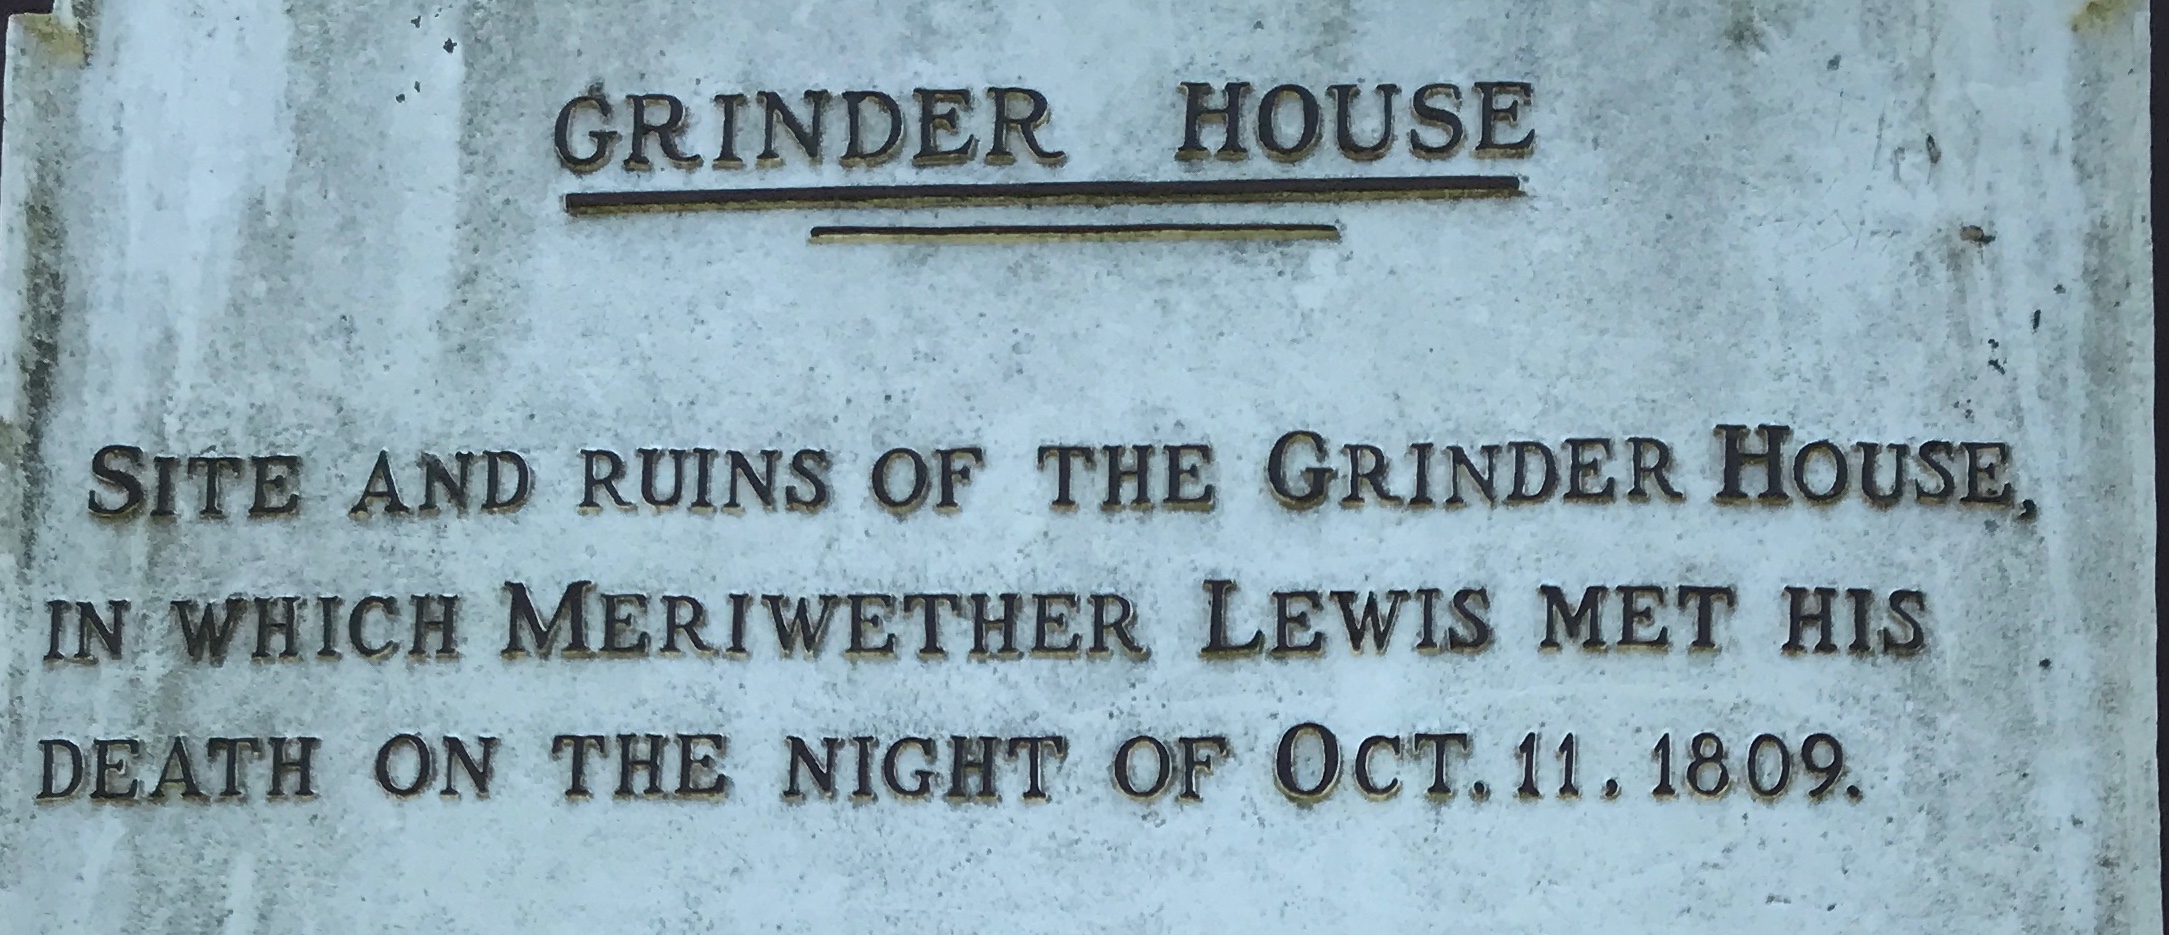 GRINDER HOUSE
SITE AND RUINS OF THE GRINDER HOUSE,
IN WHICH MERIWETHER LEWIS MET HIS
DEATH ON THE NIGHT OF OCT. 11. 1809.